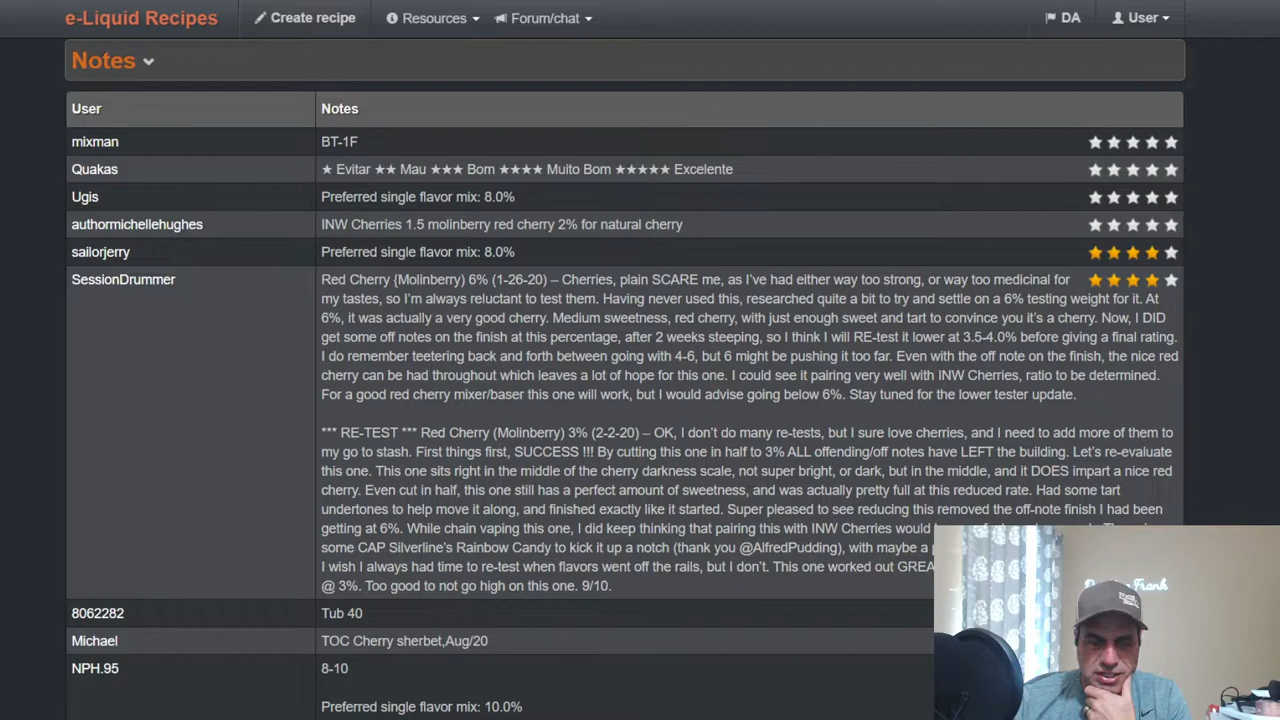 e-Liquid Recipes Create recipe Resources Forum/chat DA User
Notes
User Notes
mixman BT-1F
Quakas ★ Evitar ★★ Mau ★★★ Bom ★★★★ Muito Bom ★★★★★ Excelente
Ugis Preferred single flavor mix: 8.0%
authormichellehughes INW Cherries 1.5 molinberry red cherry 2% for natural cherry
sailorjerry Preferred single flavor mix: 8.0%
SessionDrummer Red Cherry {Molinberry) 6% (1-26-20) – Cherries, plain SCARE me, as I've had either way too strong, or way too medicinal for
my tastes, so I'm always reluctant to test them. Having never used this, researched quite a bit to try and settle on a 6% testing weight for it. At
6%, it was actually a very good cherry. Medium sweetness, red cherry, with just enough sweet and tart to convince you it's a cherry. Now, I DID
get some off notes on the finish at this percentage, after 2 weeks steeping, so I think I will RE-test it lower at 3.5-4.0% before giving a final rating.
I do remember teetering back and forth between going with 4-6, but 6 might be pushing it too far. Even with the off note on the finish, the nice red
cherry can be had throughout which leaves a lot of hope for this one. I could see it pairing very well with INW Cherries, ratio to be determined.
For a good red cherry mixer/baser this one will work, but I would advise going below 6%. Stay tuned for the lower tester update.
*** RE-TEST *** Red Cherry (Molinberry) 3% (2-2-20) – OK, I don't do many re-tests, but I sure love cherries, and I need to add more of them to
my go to stash. First things first, SUCCESS !!! By cutting this one in half to 3% ALL offending/off notes have LEFT the building. Let's re-evaluate
this one. This one sits right in the middle of the cherry darkness scale, not super bright, or dark, but in the middle, and it DOES impart a nice red
cherry. Even cut in half, this one still has a perfect amount of sweetness, and was actually pretty full at this reduced rate. Had some tart
undertones to help move it along, and finished exactly like it started. Super pleased to see reducing this removed the off-note finish I had been
getting at 6%. While chain vaping this one, I did keep thinking that pairing this with INW Cherries would
some CAP Silverline's Rainbow Candy to kick it up a notch (thank you @AlfredPudding), with maybe a
I wish I always had time to re-test when flavors went off the rails, but I don't. This one worked out
@ 3%. Too good to not go high on this one. 9/10.
8062282 Tub 40
Michael TOC Cherry sherbet,Aug/20
NPH.95 8-10
Preferred single flavor mix: 10.0%
Frank